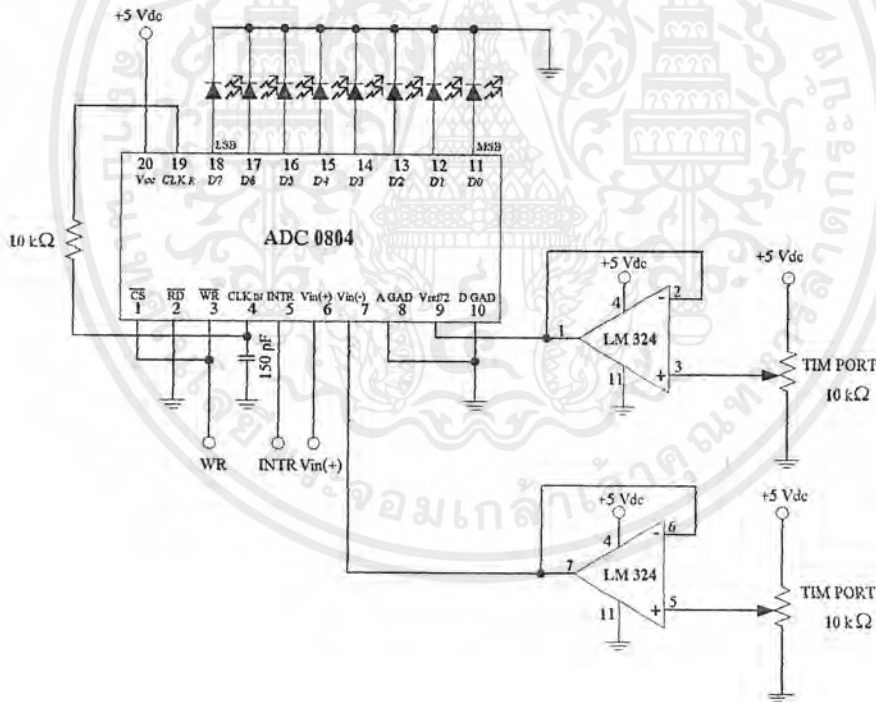 +5 Vdc
LSB
MSB
20 19 18 17 16 15 14 13 12 11
Vcc CLK R D7 D6 D5 D4 D3 D2 D1 D0
10 kΩ
ADC 0804
CS RD WR CLK IN INTR Vin(+) Vin(-) A GAD Vref/2 D GAD
1 2 3 4 5 6 7 8 9 10
150 pF
WR INTR Vin(+)
+5 Vdc
4
2
-
1
LM 324
+
3
11
+5 Vdc
TIM PORT
10 kΩ
+5 Vdc
4
6
-
7
LM 324
+
5
11
+5 Vdc
TIM PORT
10 kΩ